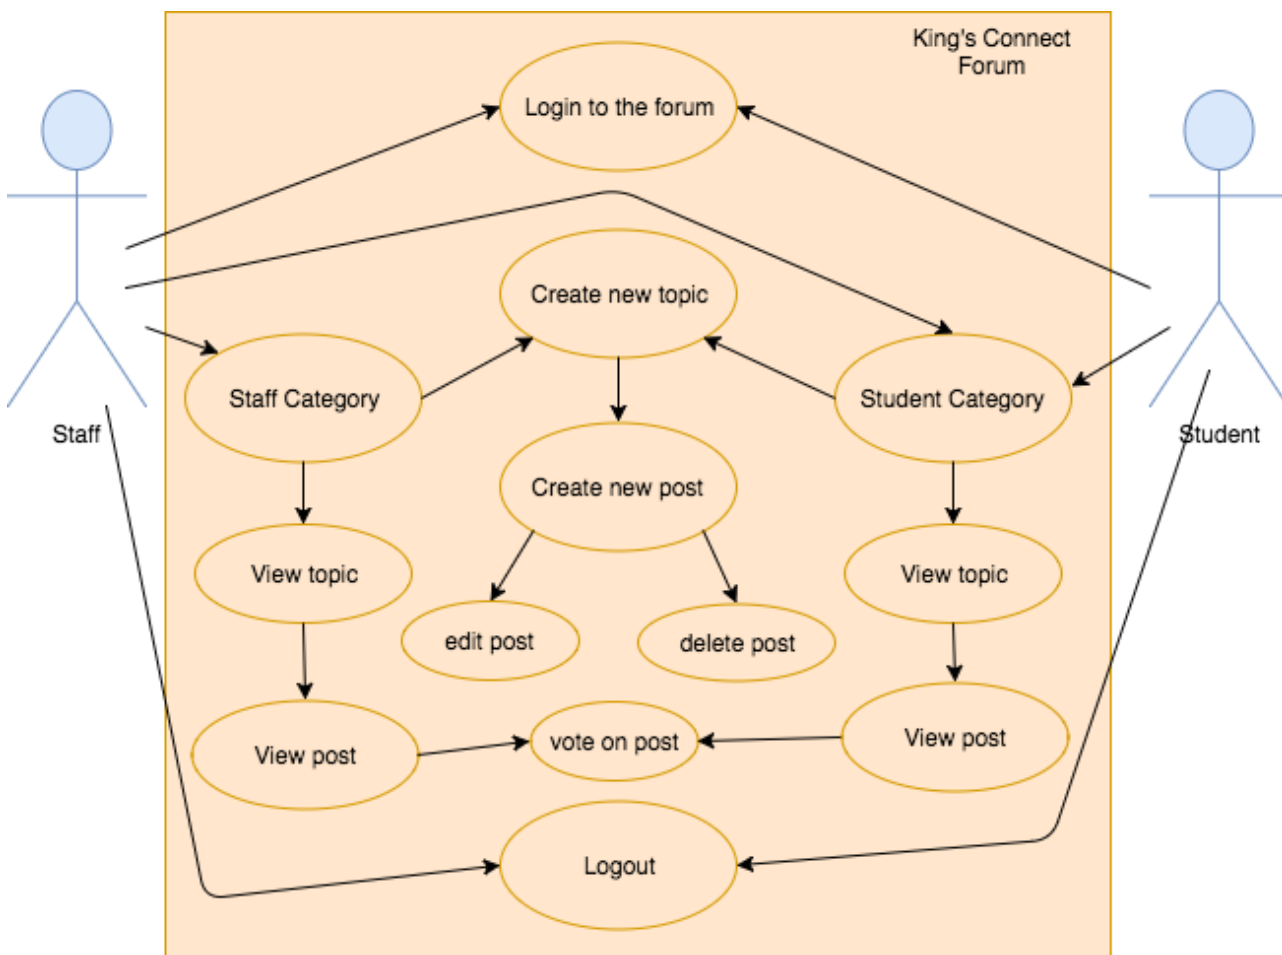 King's Connect
Forum
Login to the forum
Create new topic
Staff Category
Student Category
Staff
Student
Create new post
View topic
View topic
edit post
delete post
View post
vote on post
View post
Logout